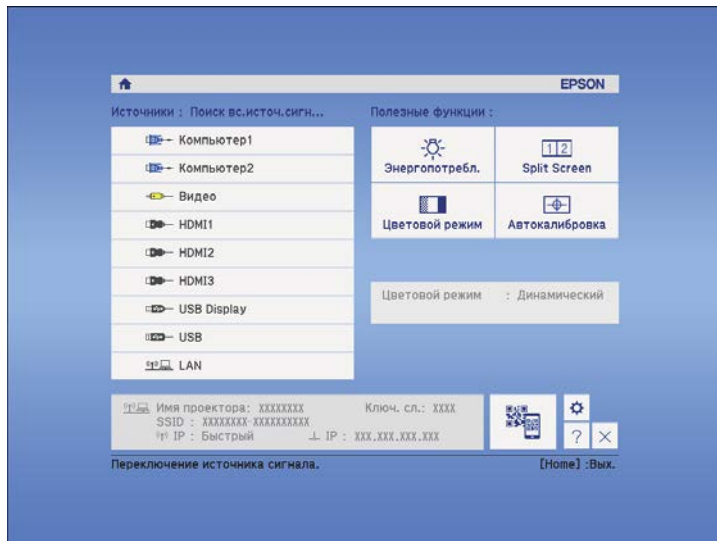 EPSON
Источники : Поиск вс.источ.сигн...
Компьютер1
Компьютер2
Видео
HDMI1
HDMI2
HDMI3
USB Display
USB
LAN
Полезные функции :
Энергопотребл.
Split Screen
1 2
Цветовой режим
Автокалибровка
Цветовой режим : Динамический
Имя проектора: XXXXXXXX Ключ. сл.: XXXX
SSID : XXXXXXXX-XXXXXXXXXX
IP : Быстрый IP : XXX.XXX.XXX.XXX
?
Переключение источника сигнала. [Home] :Вых.